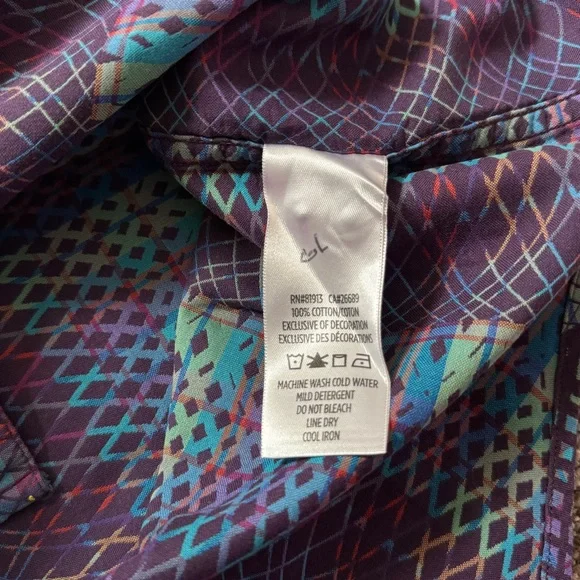 RN#81913 CA#26689
100% COTTON/COTON
EXCLUSIVE OF DECORATION
EXCLUSIVE DES DÉCORATIONS
MACHINE WASH COLD WATER
MILD DETERGENT
DO NOT BLEACH
LINE DRY
COOL IRON